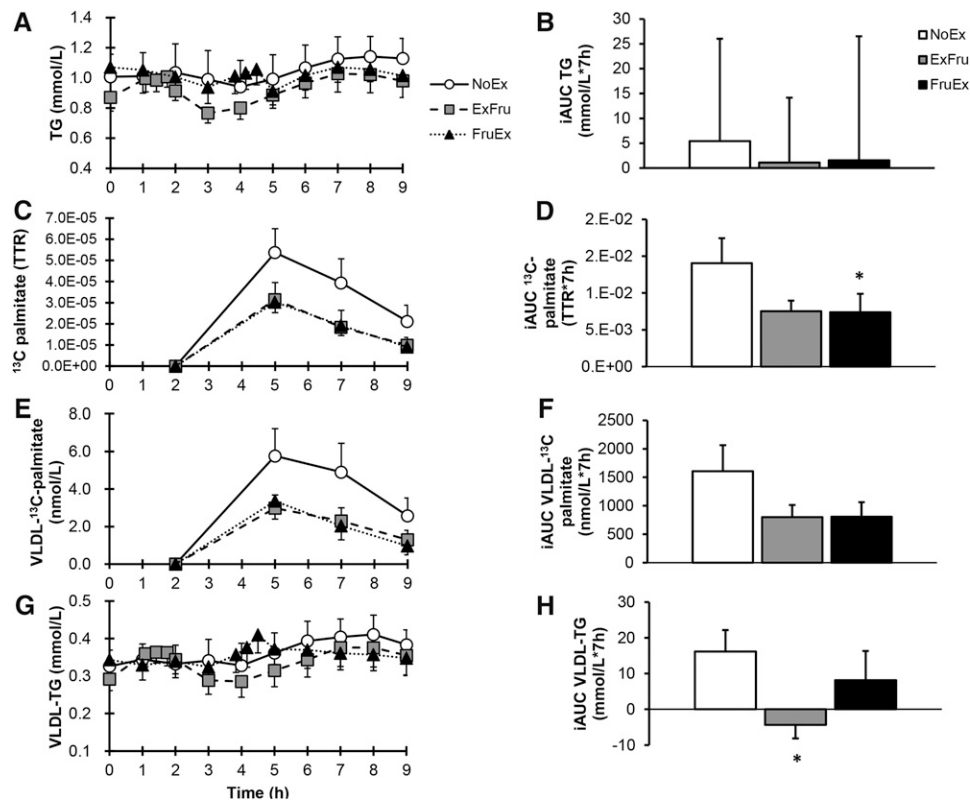 A
TG (mmol/L)
1.4
1.2
1.0
0.8
0.6
0.4
0 1 2 3 4 5 6 7 8 9
NoEx
ExFru
FruEx
B
iAUC TG
(mmol/L*7h)
30
25
20
15
10
5
0
NoEx
ExFru
FruEx
C
¹³C palmitate (TTR)
7.0E-05
6.0E-05
5.0E-05
4.0E-05
3.0E-05
2.0E-05
1.0E-05
0.0E+00
0 1 2 3 4 5 6 7 9
D
iAUC ¹³C-
palmitate
(TTR*7h)
2.E-02
2.E-02
1.E-02
5.E-03
0.E+00
*
E
VLDL-¹³C-palmitate
(nmol/L)
8.0
6.0
4.0
2.0
0.0
0 1 2 3 4 5 6 7 8 9
F
iAUC VLDL-¹³C
palmitate
(nmol/L*7h)
2500
2000
1500
1000
500
0
G
VLDL-TG (mmol/L)
0.5
0.4
0.3
0.2
0.1
0 1 2 3 4 5 6 7 8 9
Time (h)
H
iAUC VLDL-TG
(mmol/L*7h)
30
20
10
0
-10
*